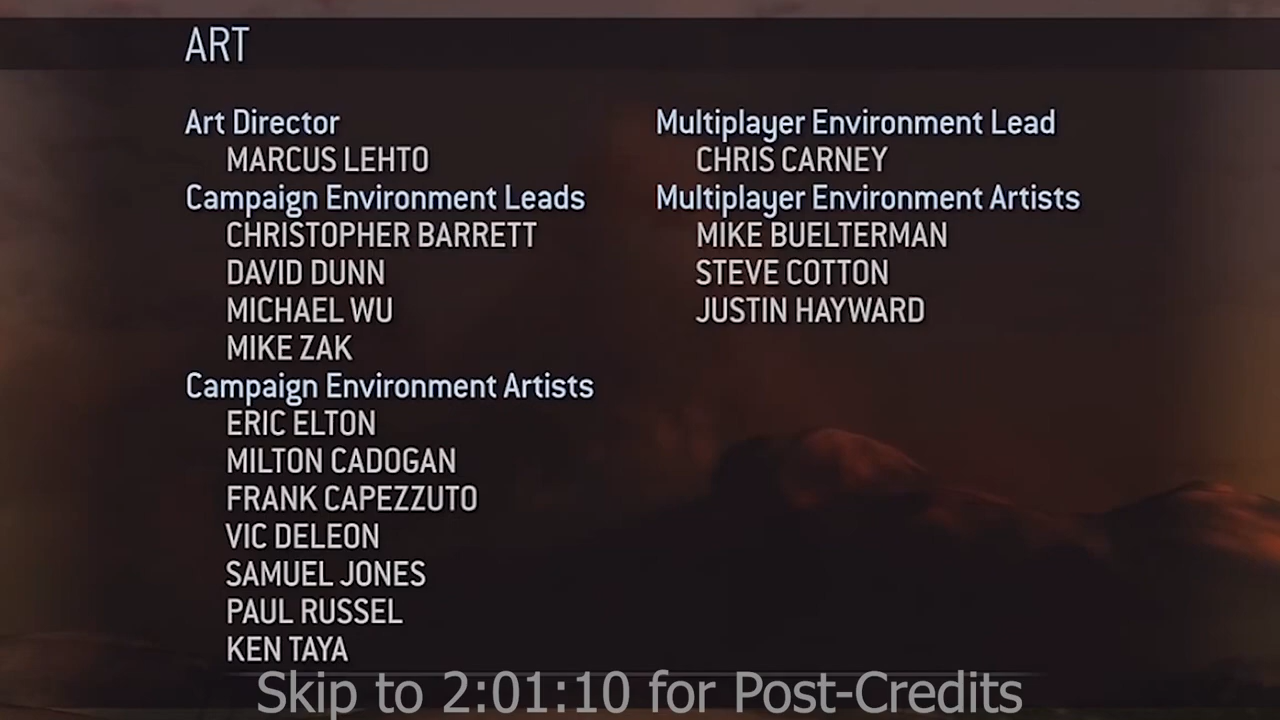 ART
Art Director
MARCUS LEHTO
Campaign Environment Leads
CHRISTOPHER BARRETT
DAVID DUNN
MICHAEL WU
MIKE ZAK
Campaign Environment Artists
ERIC ELTON
MILTON CADOGAN
FRANK CAPEZZUTO
VIC DELEON
SAMUEL JONES
PAUL RUSSEL
KEN TAYA
Multiplayer Environment Lead
CHRIS CARNEY
Multiplayer Environment Artists
MIKE BUELTERMAN
STEVE COTTON
JUSTIN HAYWARD
Skip to 2:01:10 for Post-Credits